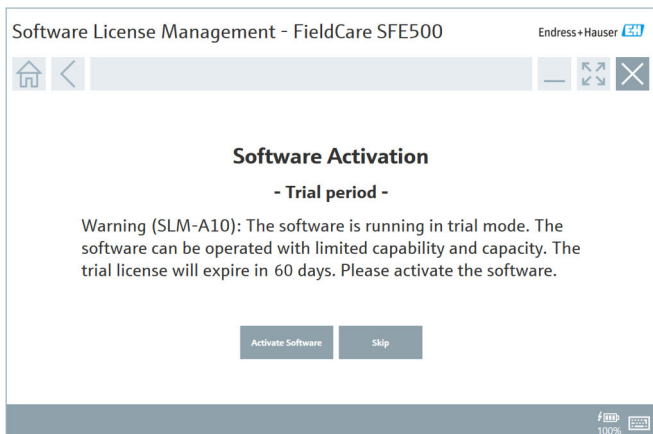 Software License Management - FieldCare SFE500
Endress+Hauser EH
Software Activation
- Trial period -
Warning (SLM-A10): The software is running in trial mode. The
software can be operated with limited capability and capacity. The
trial license will expire in 60 days. Please activate the software.
Activate Software
Skip
100%